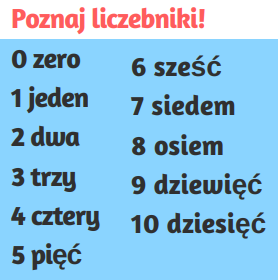 Poznaj liczebniki!
0 zero
1 jeden
2 dwa
3 trzy
4 cztery
5 pięć
6 sześć
7 siedem
8 osiem
9 dziewięć
10 dziesięć